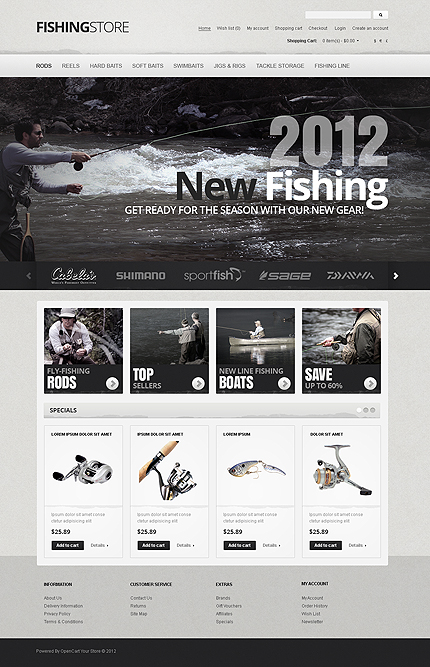 FISHINGSTORE
Home Wish list (0) My account Shopping cart Checkout Login Create an account
Shopping Cart: 0 item(s) - $0.00
$ € £
RODS REELS HARD BAITS SOFT BAITS SWIMBAITS JIGS & RIGS TACKLE STORAGE FISHING LINE
2012
New Fishing
GET READY FOR THE SEASON WITH OUR NEW GEAR!
Cabela's SHIMANO sportfish SAGE DAIWA
WORLD'S FOREMOST OUTFITTER
FLY-FISHING
RODS
TOP
SELLERS
NEW LINE FISHING
BOATS
SAVE
UP TO 60%
SPECIALS
LOREM IPSUM DOLOR SIT AMET
Ipsum dolor sit amet conse
ctetur adipisicing elit
$25.89
Add to cart Details
IPSUM DOLOR SIT AMET
Ipsum dolor sit amet conse
ctetur adipisicing elit
$25.89
Add to cart Details
LOREM IPSUM
Ipsum dolor sit amet conse
ctetur adipisicing elit
$25.89
Add to cart Details
DOLOR SIT AMET
Ipsum dolor sit amet conse
ctetur adipisicing elit
$25.89
Add to cart Details
INFORMATION
About Us
Delivery Information
Privacy Policy
Terms & Conditions
CUSTOMER SERVICE
Contact Us
Returns
Site Map
EXTRAS
Brands
Gift Vouchers
Affiliates
Specials
MY ACCOUNT
My Account
Order History
Wish List
Newsletter
Powered By OpenCart Your Store © 2012